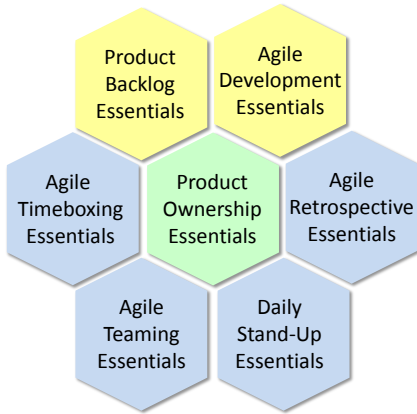 Product
Backlog
Essentials
Agile
Development
Essentials
Agile
Timeboxing
Essentials
Product
Ownership
Essentials
Agile
Retrospective
Essentials
Agile
Teaming
Essentials
Daily
Stand-Up
Essentials